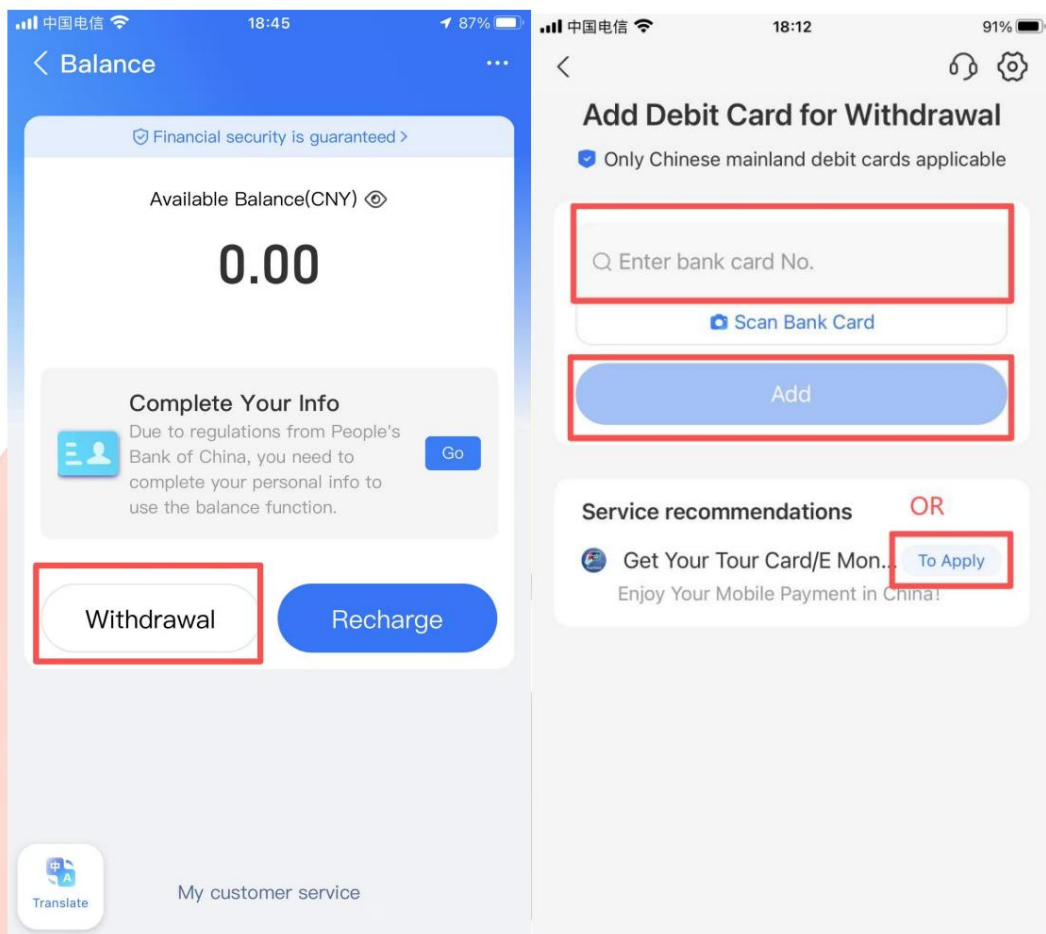 中国电信
18:45
87%
Balance
Financial security is guaranteed >
Available Balance(CNY)
0.00
Complete Your Info
Due to regulations from People's
Bank of China, you need to
complete your personal info to
use the balance function.
Go
Withdrawal
Recharge
中
A
Translate
My customer service
中国电信
18:12
91%
Add Debit Card for Withdrawal
Only Chinese mainland debit cards applicable
Enter bank card No.
Scan Bank Card
Add
Service recommendations
OR
Get Your Tour Card/E Mon...
To Apply
Enjoy Your Mobile Payment in China!